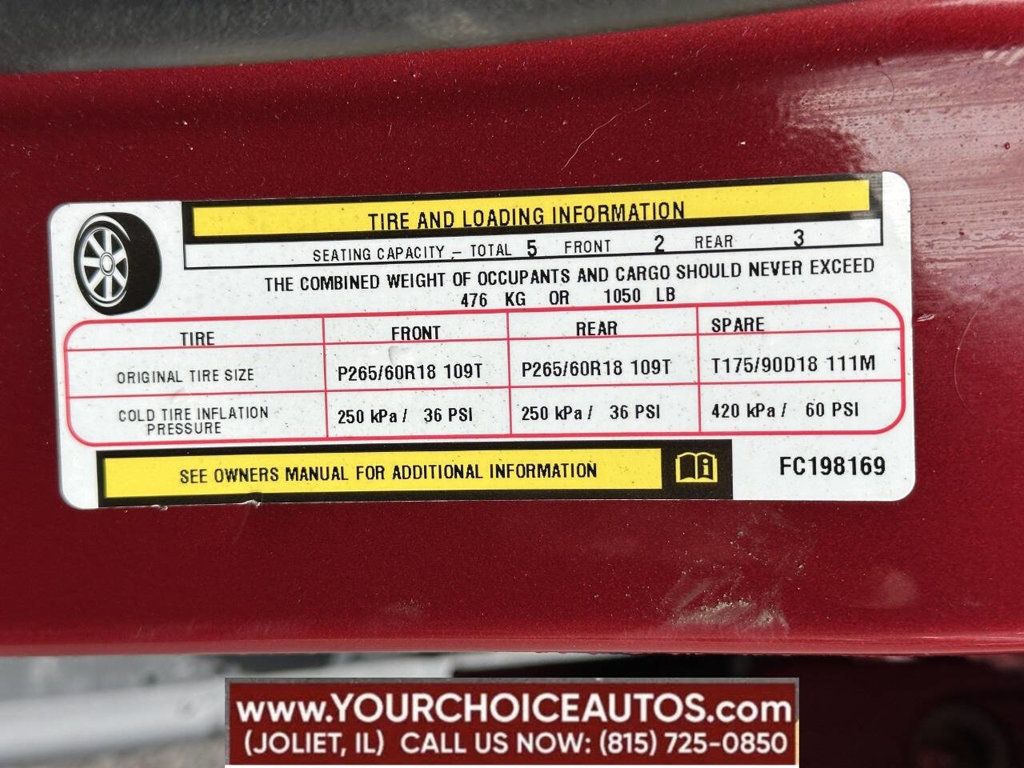 TIRE AND LOADING INFORMATION
SEATING CAPACITY – TOTAL 5 FRONT 2 REAR 3
THE COMBINED WEIGHT OF OCCUPANTS AND CARGO SHOULD NEVER EXCEED
476 KG OR 1050 LB
TIRE FRONT REAR SPARE
ORIGINAL TIRE SIZE P265/60R18 109T P265/60R18 109T T175/90D18 111M
COLD TIRE INFLATION PRESSURE 250 kPa / 36 PSI 250 kPa / 36 PSI 420 kPa / 60 PSI
SEE OWNERS MANUAL FOR ADDITIONAL INFORMATION FC198169
www.YOURCHOICEAUTOS.com
(JOLIET, IL) CALL US NOW: (815) 725-0850